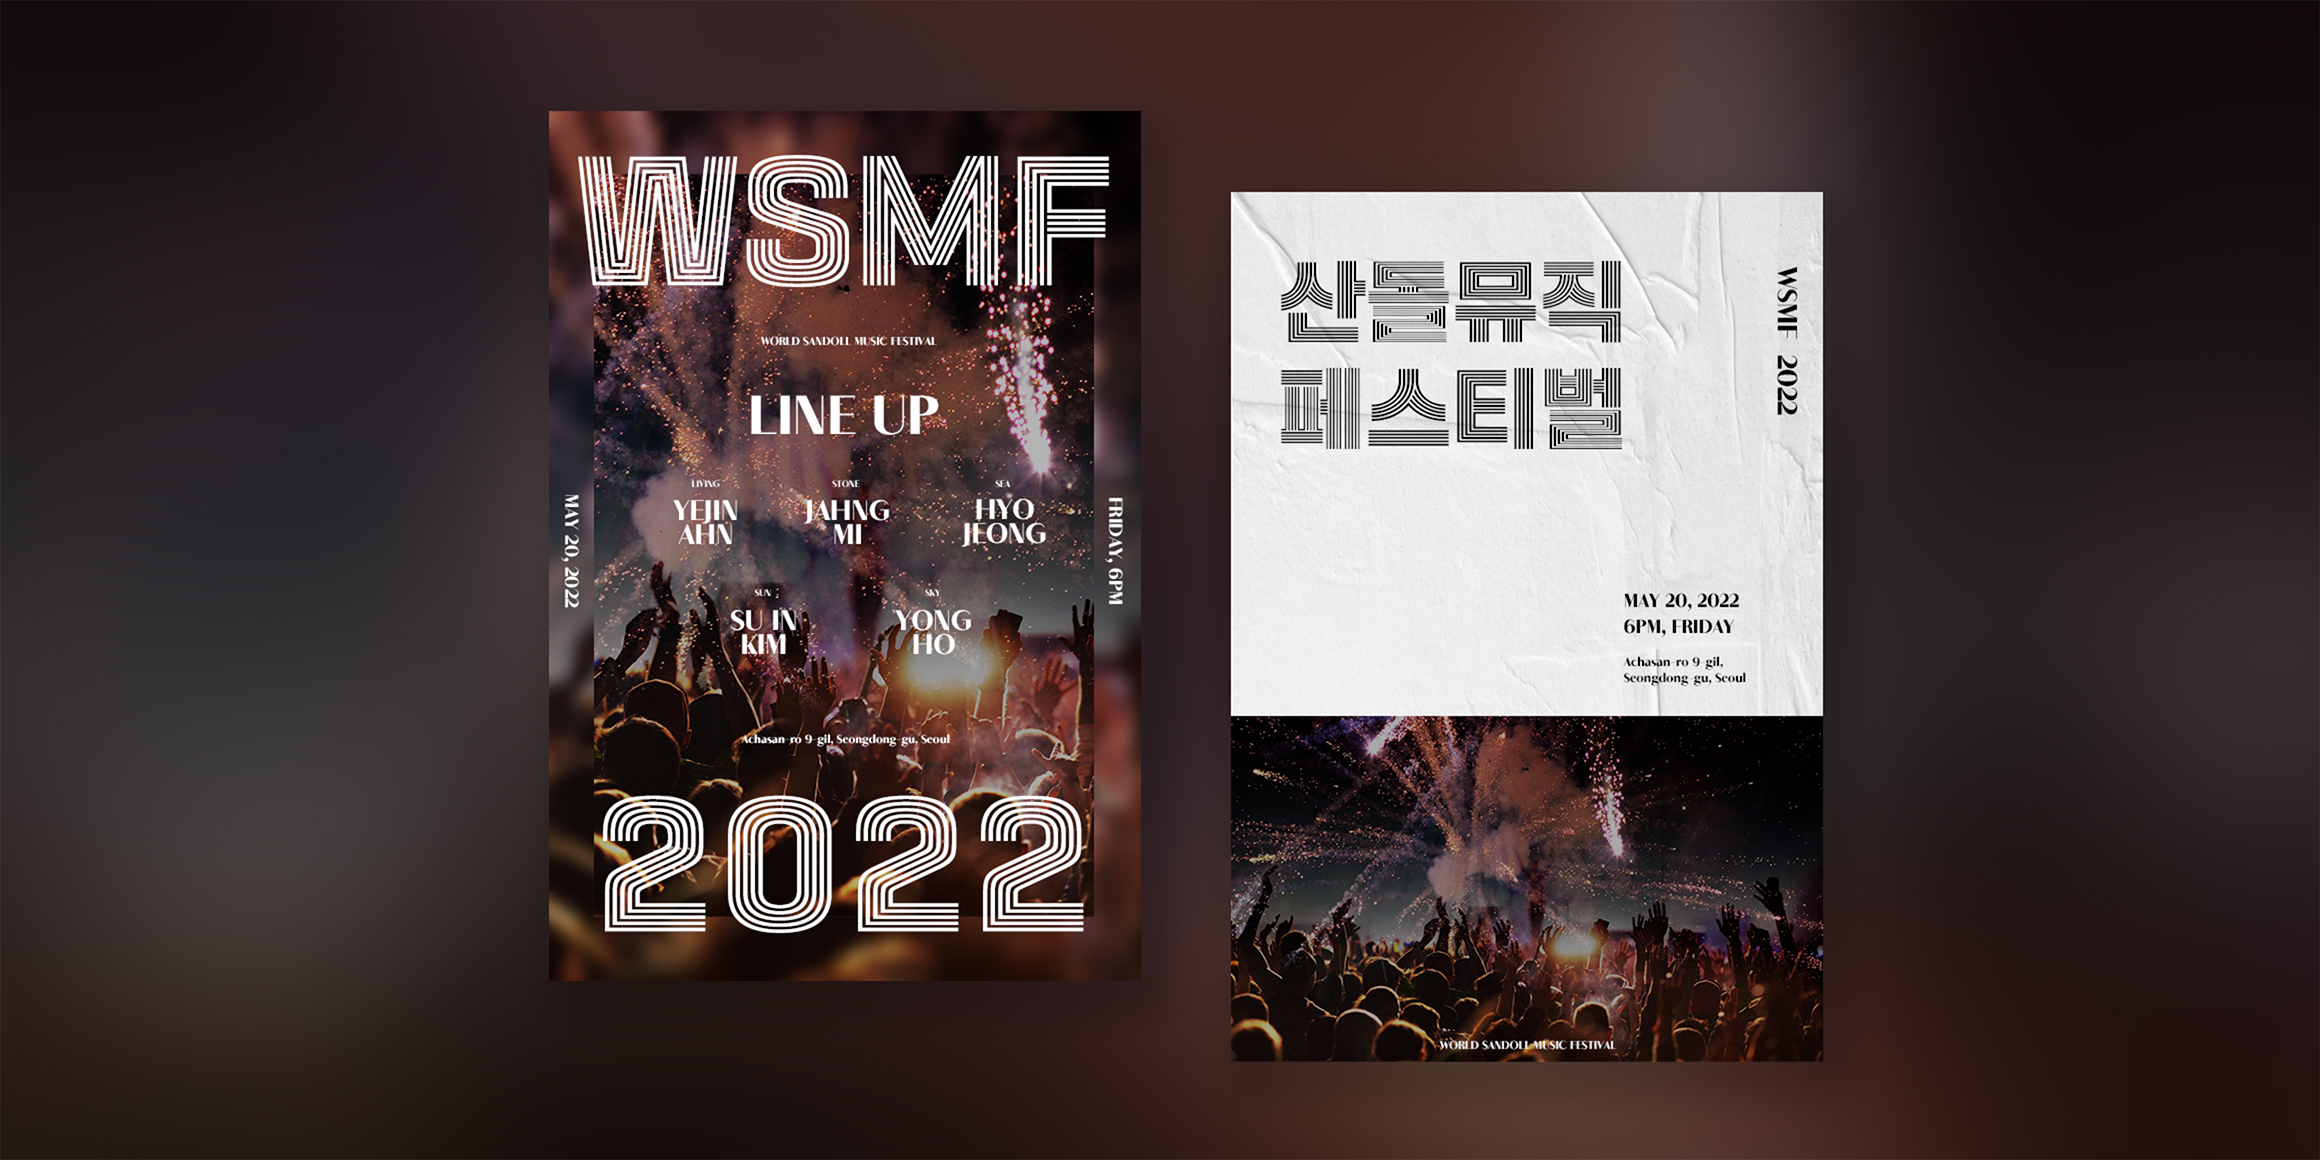 WSMF
WORLD SANDOLL MUSIC FESTIVAL
LINE UP
LIVING
YEJIN
AHN
STONE
JAHNG
MI
SEA
HYO
JEONG
SUN
SU IN
KIM
SKY
YONG
HO
MAY 20, 2022
FRIDAY, 6PM
Achasan-ro 9-gil, Seongdong-gu, Seoul
2022
산돌뮤직
페스티벌
WSMF 2022
MAY 20, 2022
6PM, FRIDAY
Achasan-ro 9-gil,
Seongdong-gu, Seoul
WORLD SANDOLL MUSIC FESTIVAL